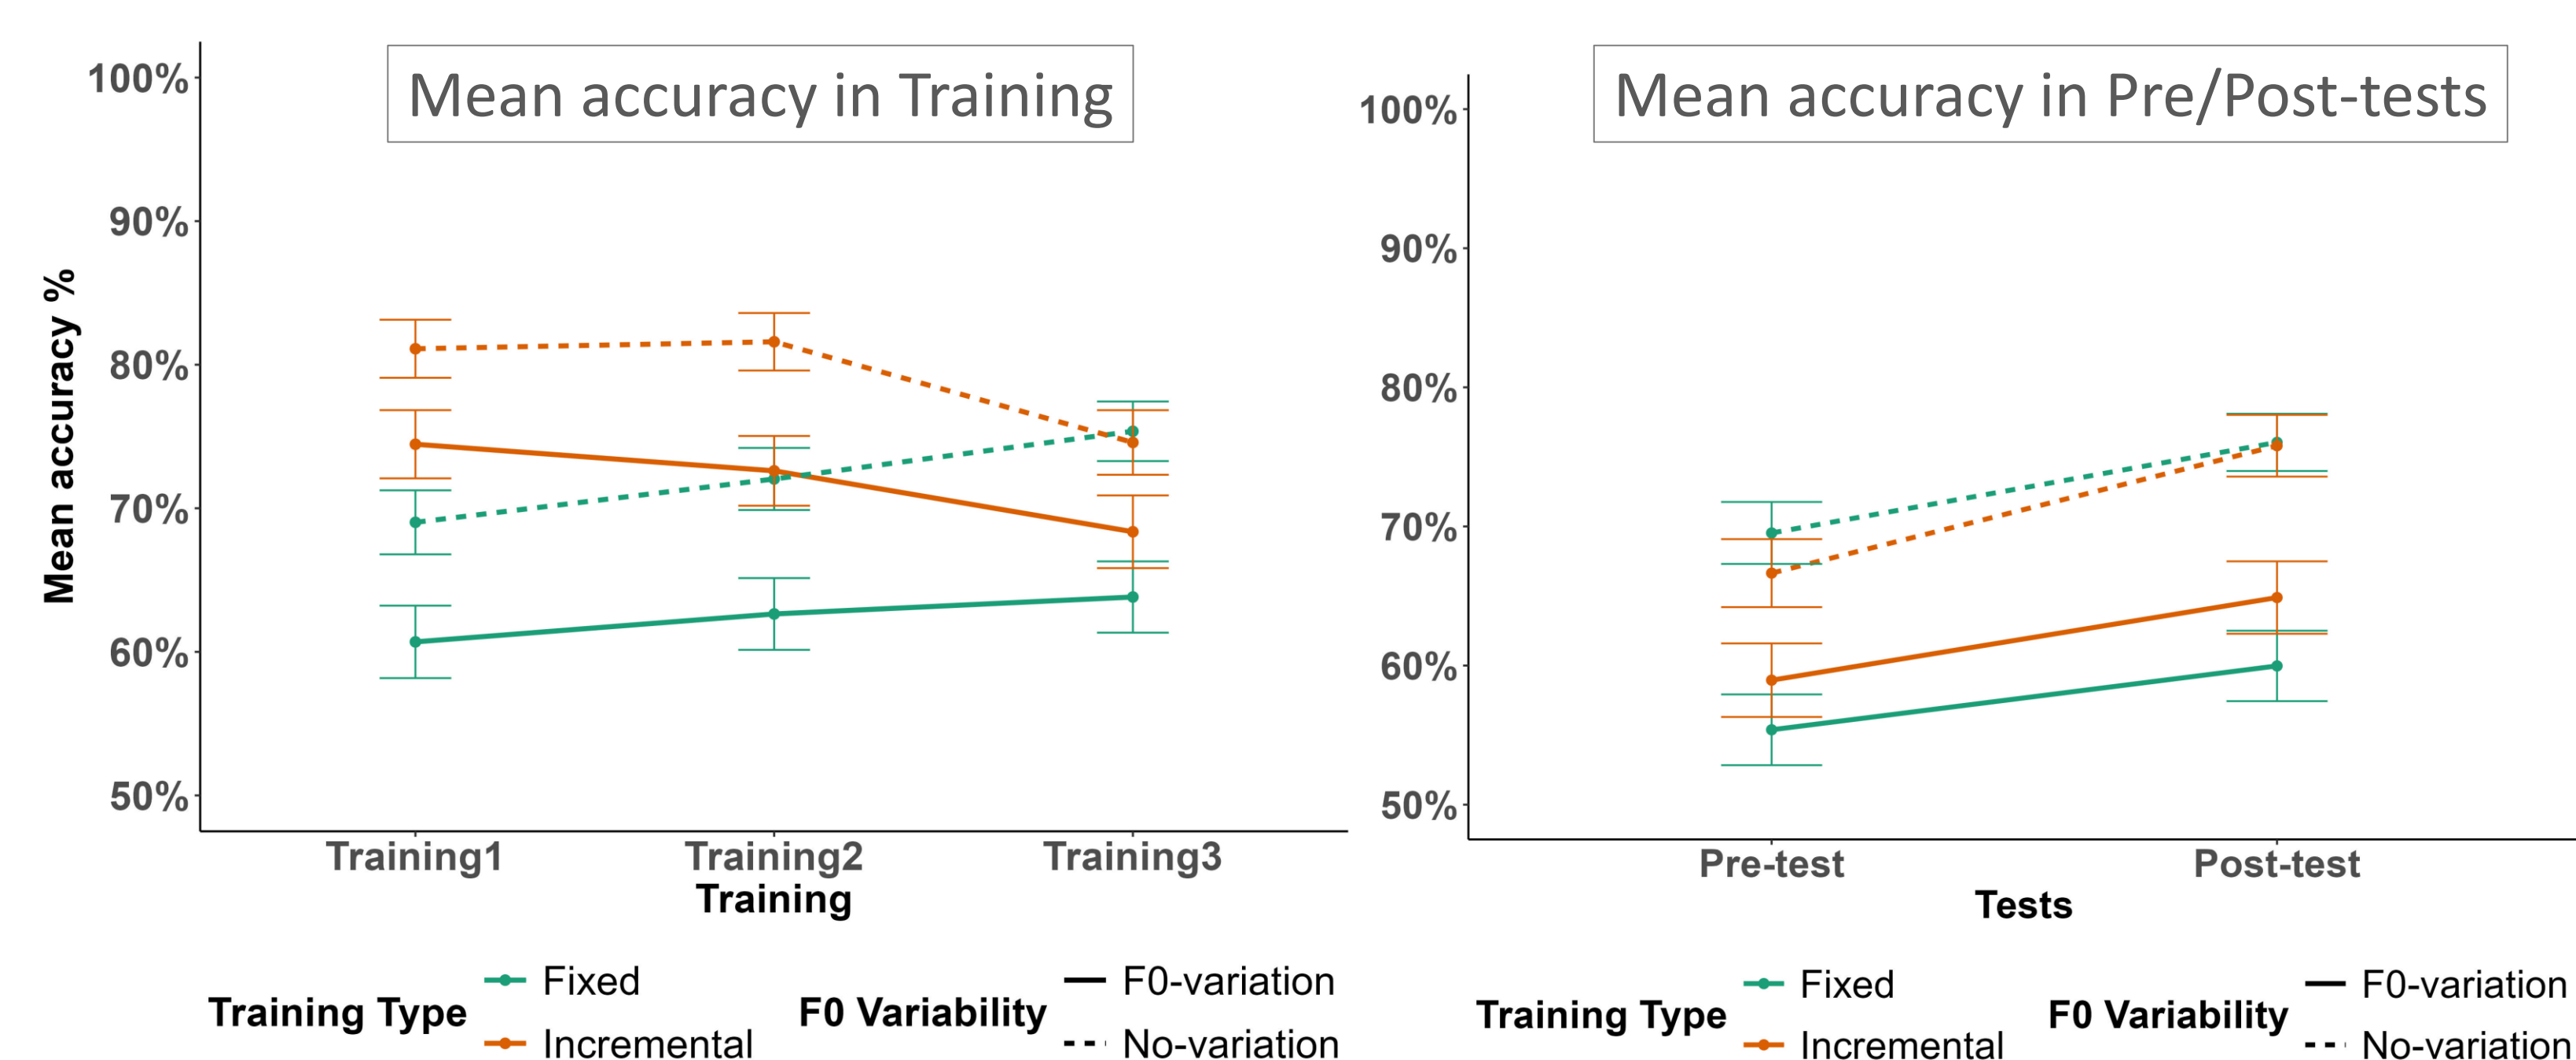 Mean accuracy in Training
100%
90%
80%
70%
60%
50%
Mean accuracy %
Training1 Training2 Training3
Training
Training Type
Fixed
Incremental
F0 Variability
F0-variation
No-variation
Mean accuracy in Pre/Post-tests
100%
90%
80%
70%
60%
50%
Pre-test Post-test
Tests
Training Type
Fixed
Incremental
F0 Variability
F0-variation
No-variation